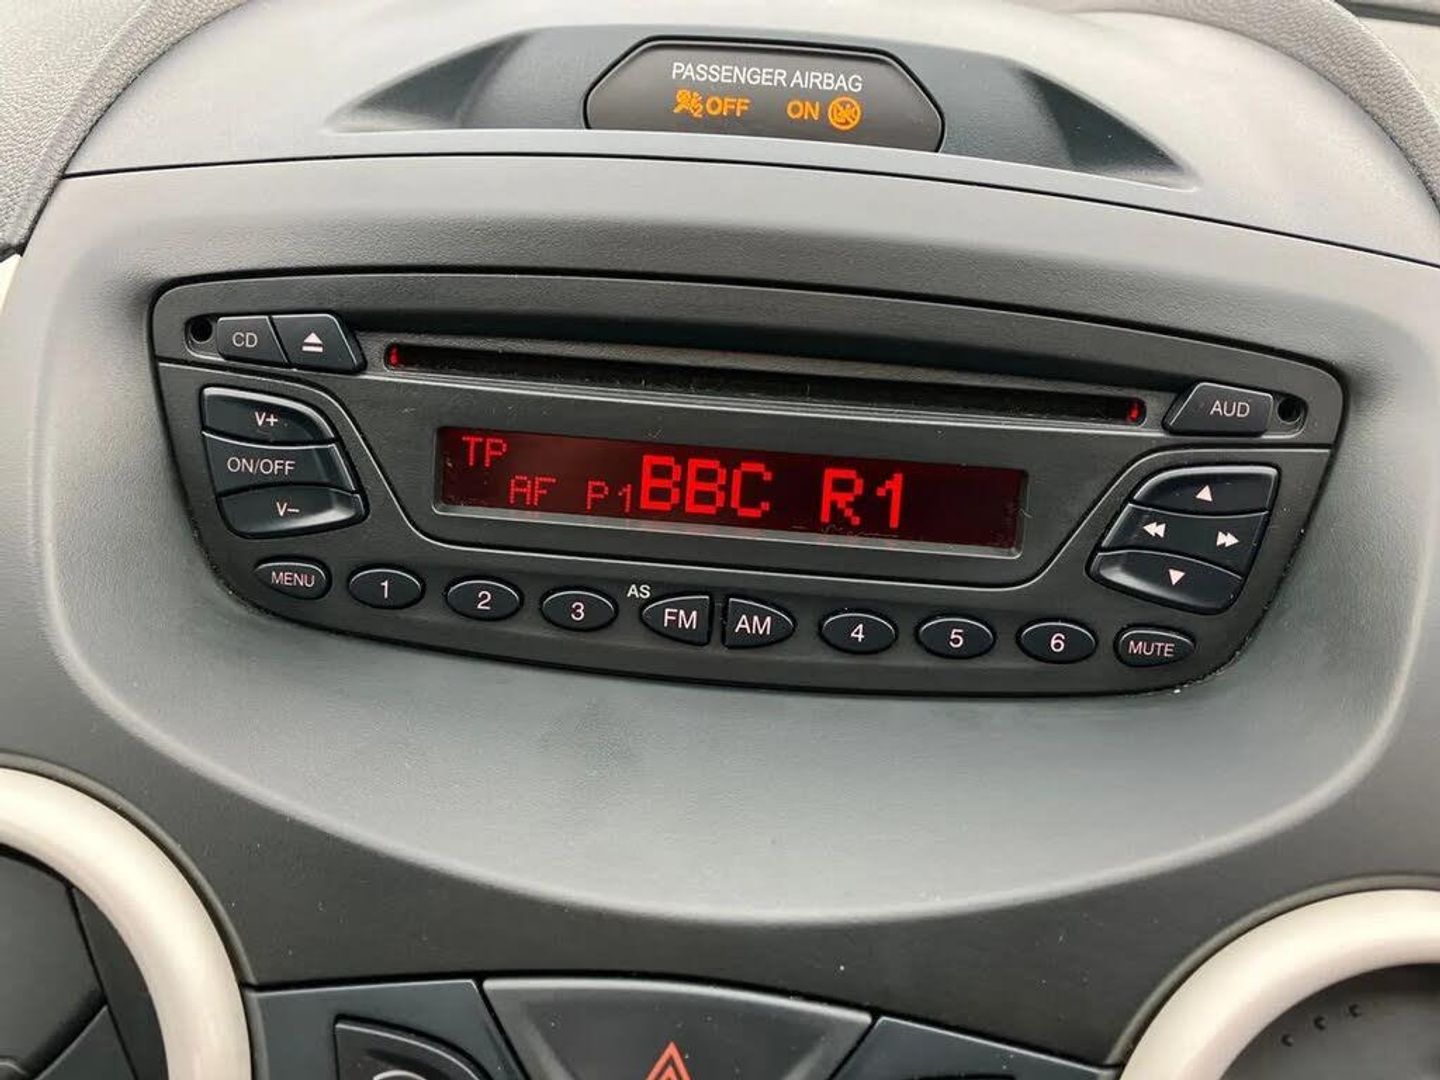 PASSENGER AIRBAG
OFF ON
CD
AUD
V+
ON/OFF
V-
TP
AF P1 BBC R1
MENU 1 2 3 AS FM AM 4 5 6 MUTE